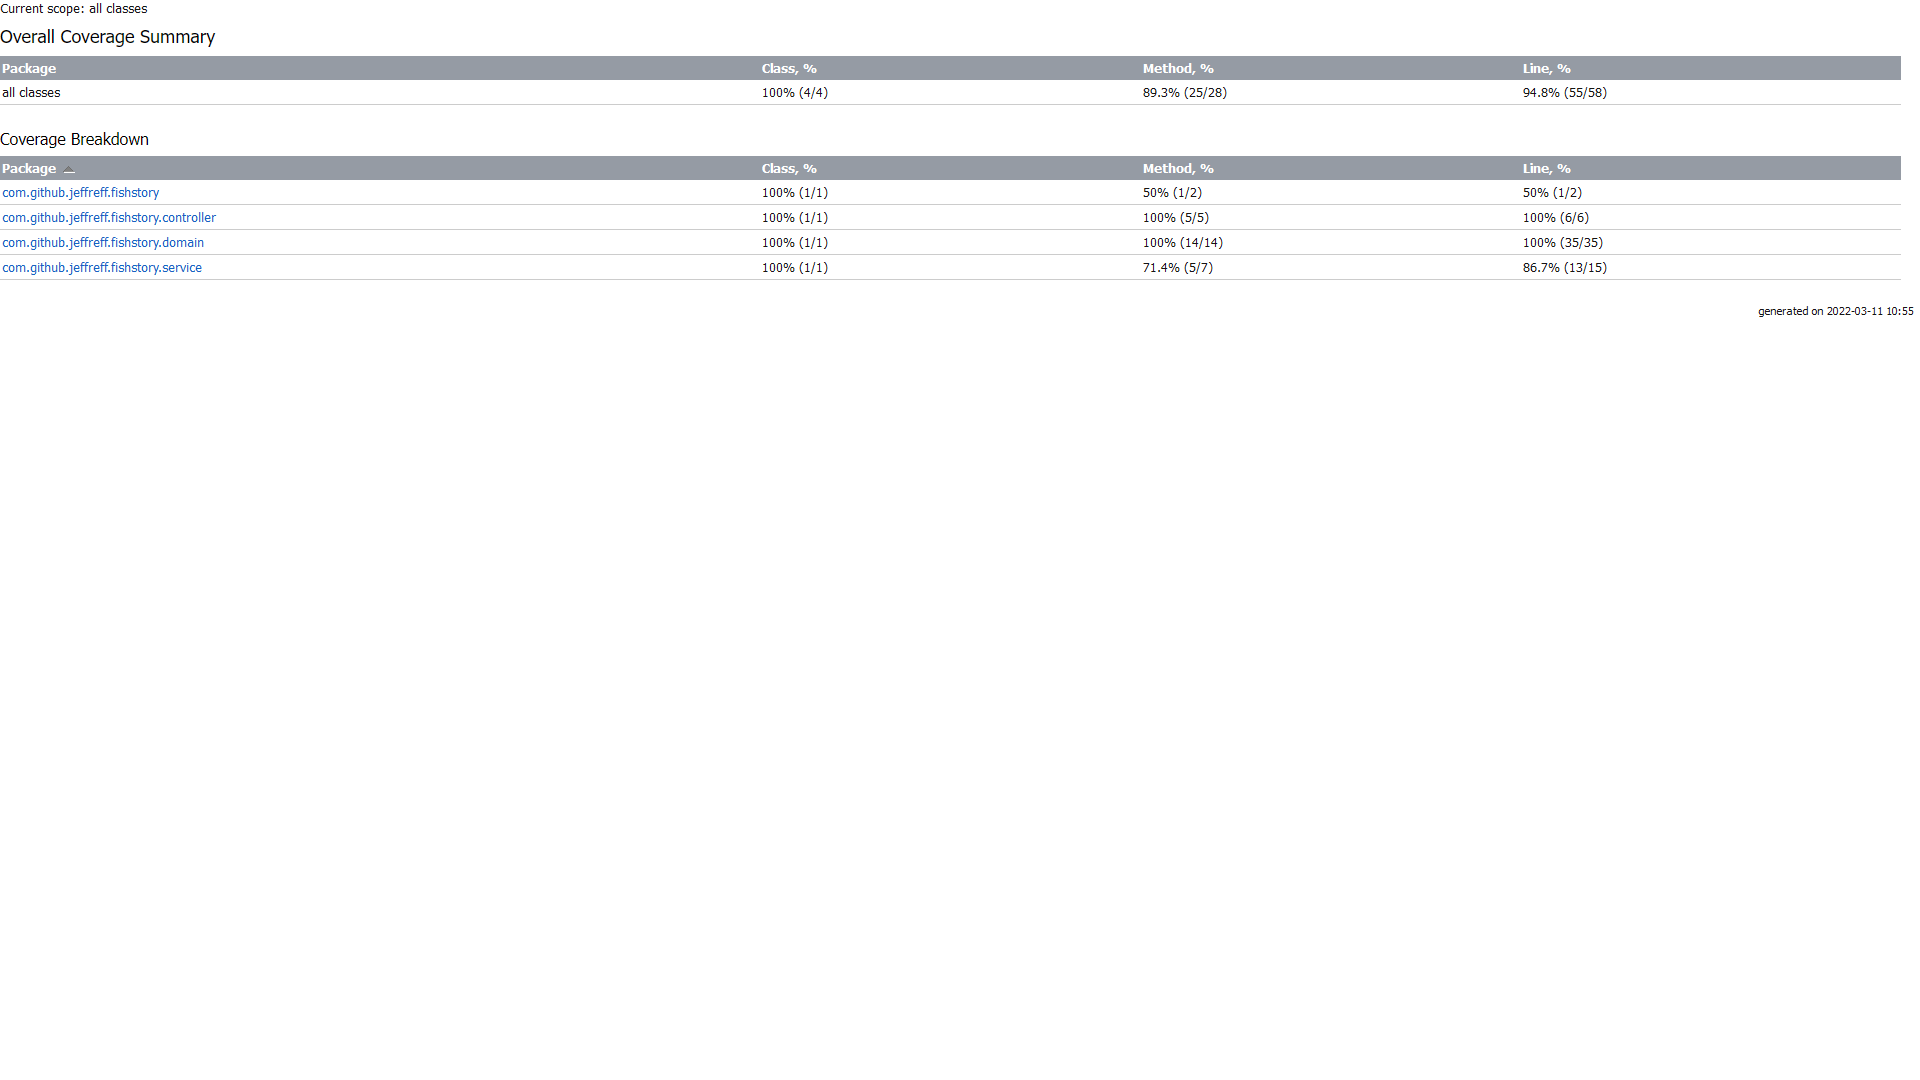 Current scope: all classes
Overall Coverage Summary
Package Class, % Method, % Line, %
all classes 100% (4/4) 89.3% (25/28) 94.8% (55/58)
Coverage Breakdown
Package Class, % Method, % Line, %
com.github.jeffreff.fishstory 100% (1/1) 50% (1/2) 50% (1/2)
com.github.jeffreff.fishstory.controller 100% (1/1) 100% (5/5) 100% (6/6)
com.github.jeffreff.fishstory.domain 100% (1/1) 100% (14/14) 100% (35/35)
com.github.jeffreff.fishstory.service 100% (1/1) 71.4% (5/7) 86.7% (13/15)
generated on 2022-03-11 10:55